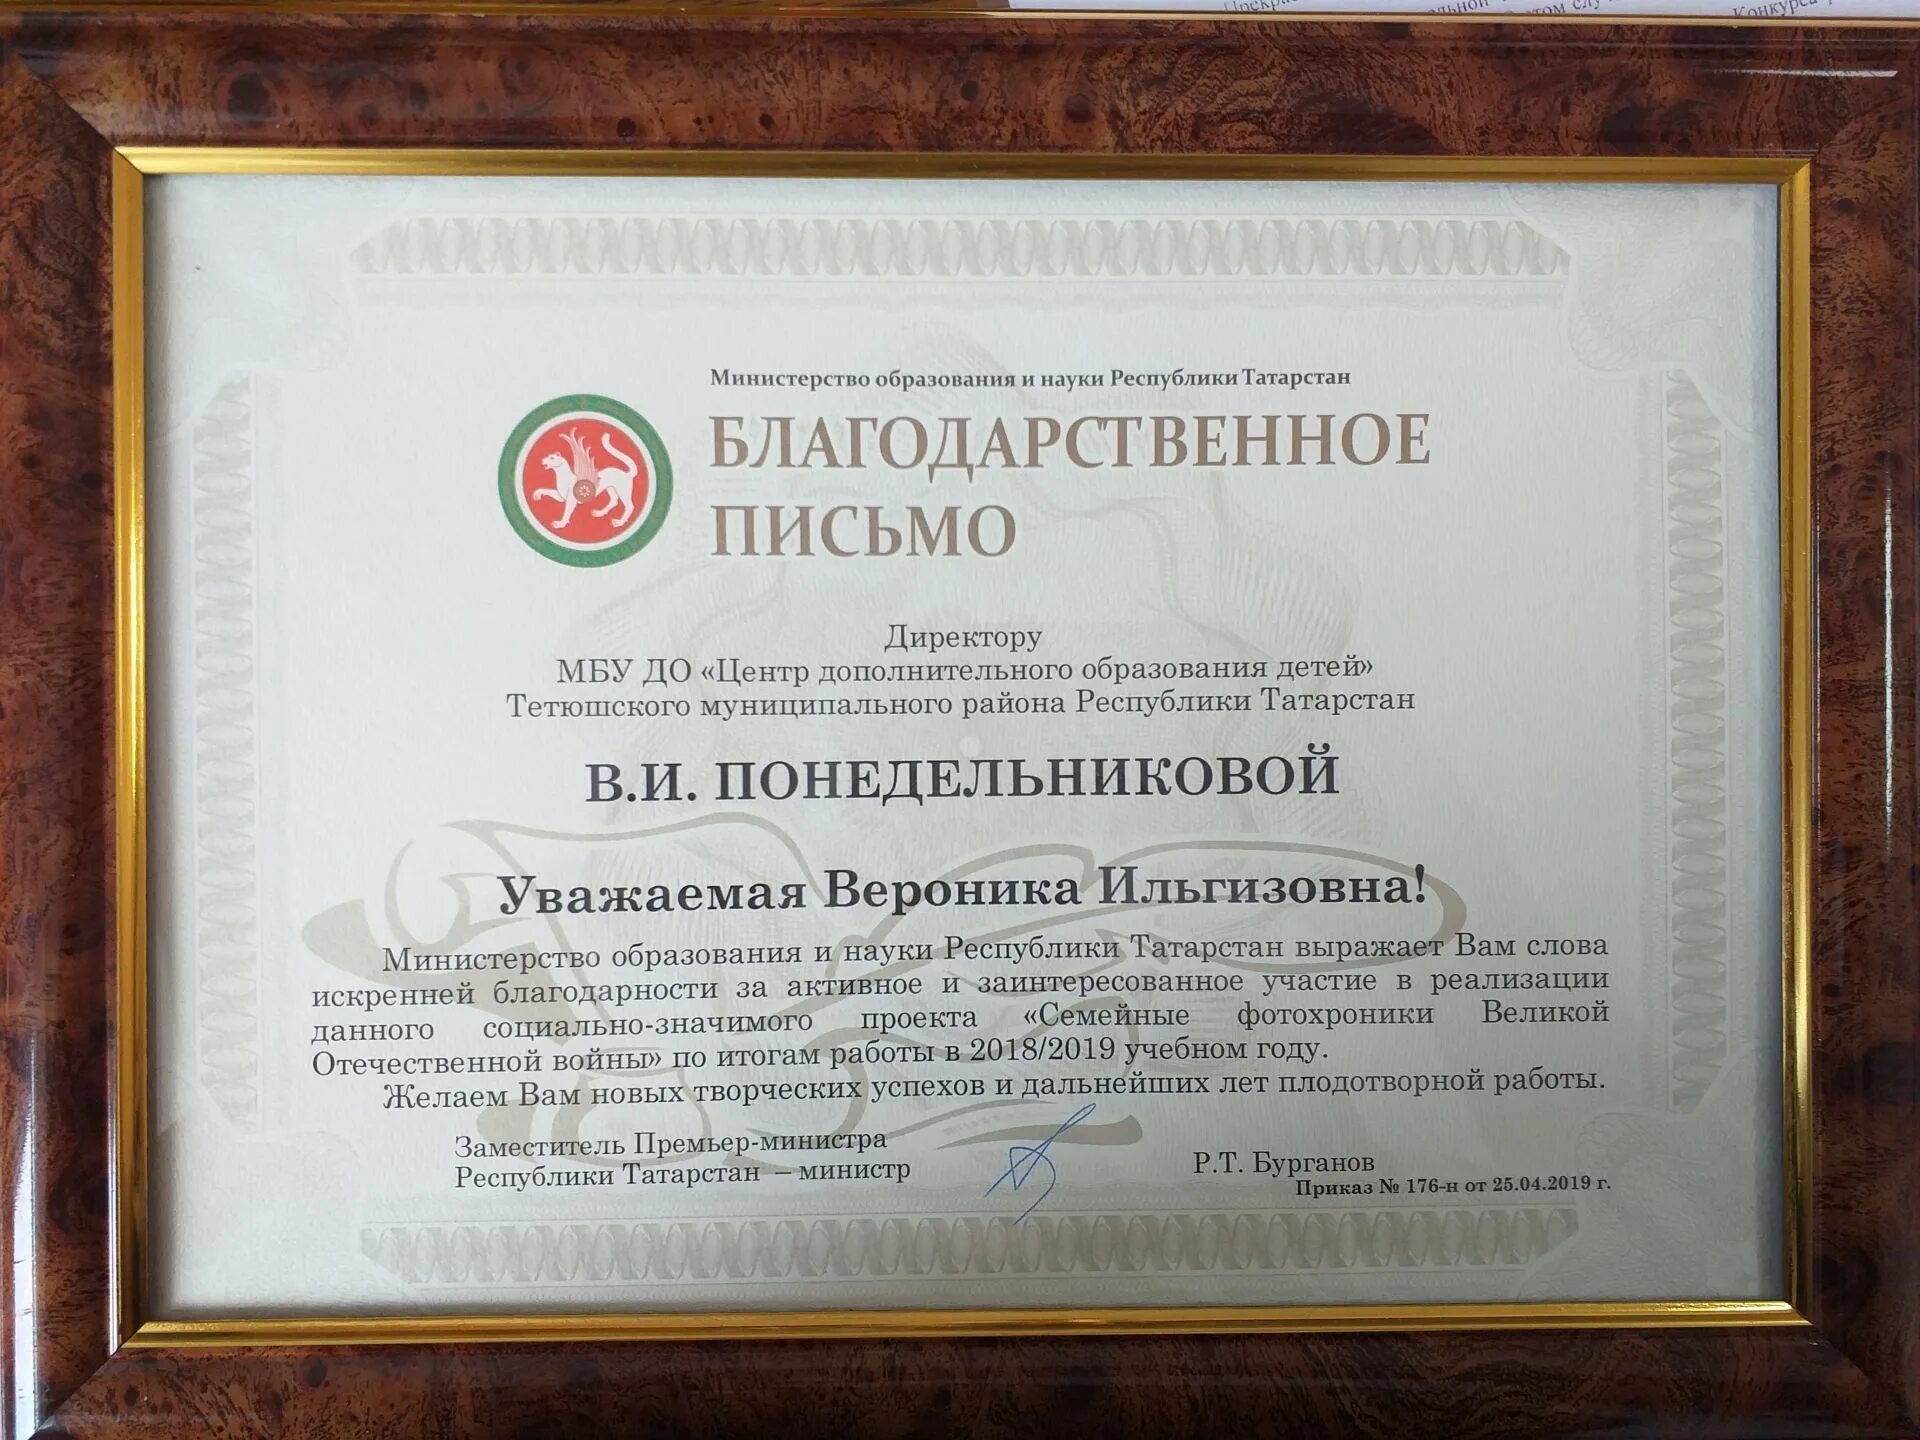 Конкурса
Министерство образования и науки Республики Татарстан
БЛАГОДАРСТВЕННОЕ
ПИСЬМО
Директору
МБУ ДО «Центр дополнительного образования детей»
Тетюшского муниципального района Республики Татарстан
В.И. ПОНЕДЕЛЬНИКОВОЙ
Уважаемая Вероника Ильгизовна!
Министерство образования и науки Республики Татарстан выражает Вам слова
искренней благодарности за активное и заинтересованное участие в реализации
данного социально-значимого проекта «Семейные фотохроники Великой
Отечественной войны» по итогам работы в 2018/2019 учебном году.
Желаем Вам новых творческих успехов и дальнейших лет плодотворной работы.
Заместитель Премьер-министра
Республики Татарстан – министр
Р.Т. Бурганов
Приказ № 176-н от 25.04.2019 г.